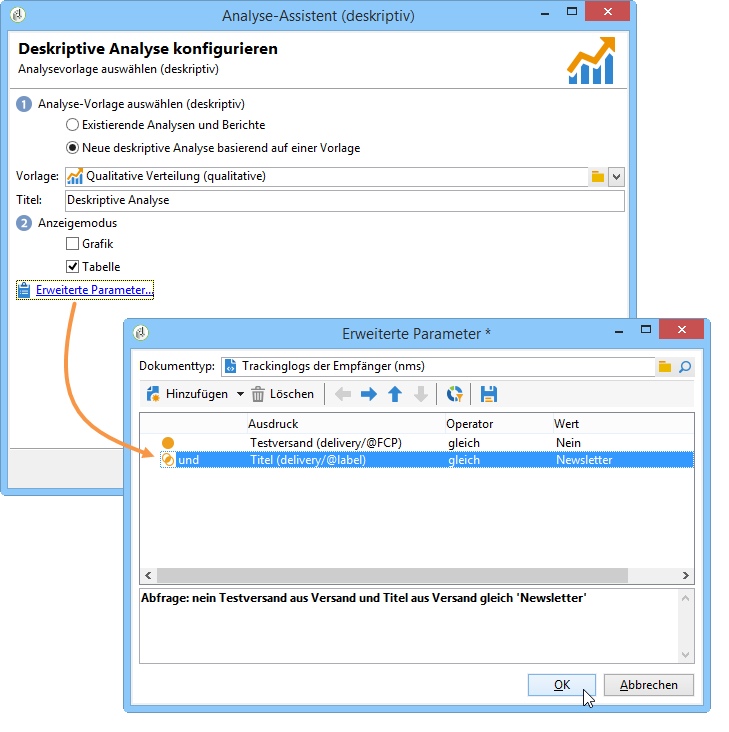 Analyse-Assistent (deskriptiv)
Deskriptive Analyse konfigurieren
Analysevorlage auswählen (deskriptiv)
1 Analyse-Vorlage auswählen (deskriptiv)
Existierende Analysen und Berichte
Neue deskriptive Analyse basierend auf einer Vorlage
Vorlage: Qualitative Verteilung (qualitative)
Titel: Deskriptive Analyse
2 Anzeigemodus
Grafik
Tabelle
Erweiterte Parameter...
Erweiterte Parameter *
Dokumenttyp: Trackinglogs der Empfänger (nms)
Hinzufügen Löschen
Ausdruck Operator Wert
Testversand (delivery/@FCP) gleich Nein
und Titel (delivery/@label) gleich Newsletter
Abfrage: nein Testversand aus Versand und Titel aus Versand gleich 'Newsletter'
OK Abbrechen